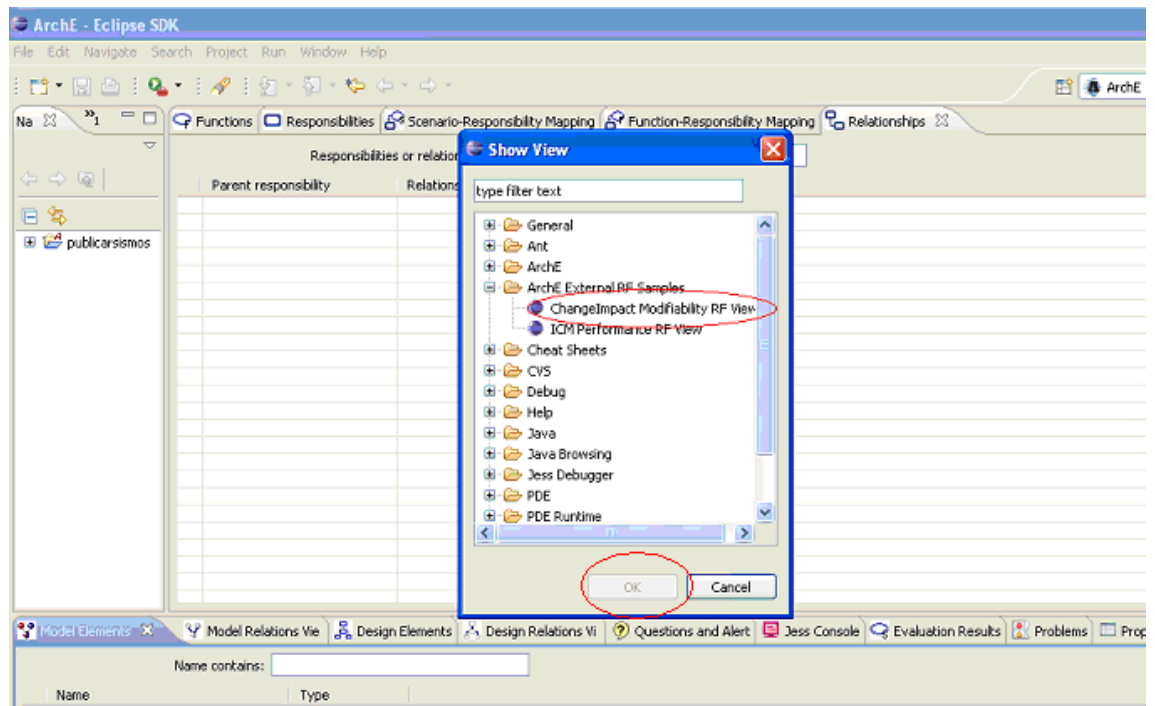 ArchE - Eclipse SDK
File Edit Navigate Search Project Run Window Help
ArchE
Na »1 Functions Responsibilities Scenario-Responsibility Mapping Function-Responsibility Mapping Relationships
Show View
Responsibilities or relation
Parent responsibility Relations
type filter text
publicarsismos
General
Ant
ArchE
ArchE External RF Samples
ChangeImpact Modifiability RF View
ICM Performance RF View
Cheat Sheets
CVS
Debug
Help
Java
Java Browsing
Jess Debugger
PDE
PDE Runtime
OK Cancel
Model Elements Model Relations Vie Design Elements Design Relations Vi Questions and Alert Jess Console Evaluation Results Problems Prop
Name contains:
Name Type